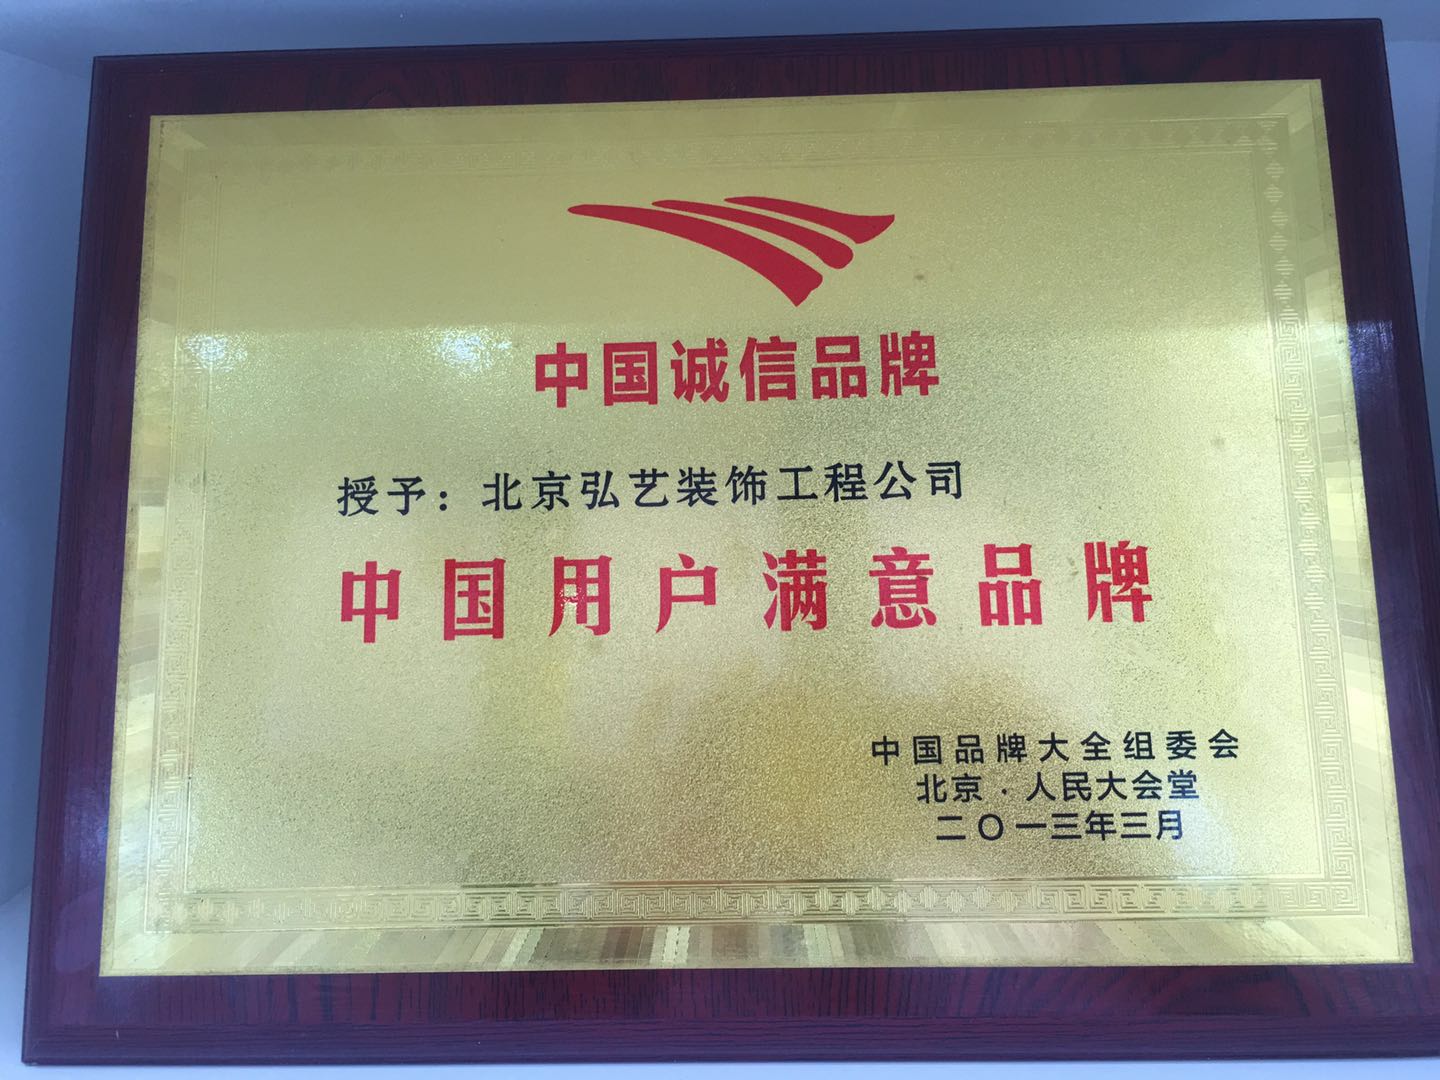 中国诚信品牌
授予：北京弘艺装饰工程公司
中国用户满意品牌
中国品牌大全组委会
北京·人民大会堂
二〇一三年三月